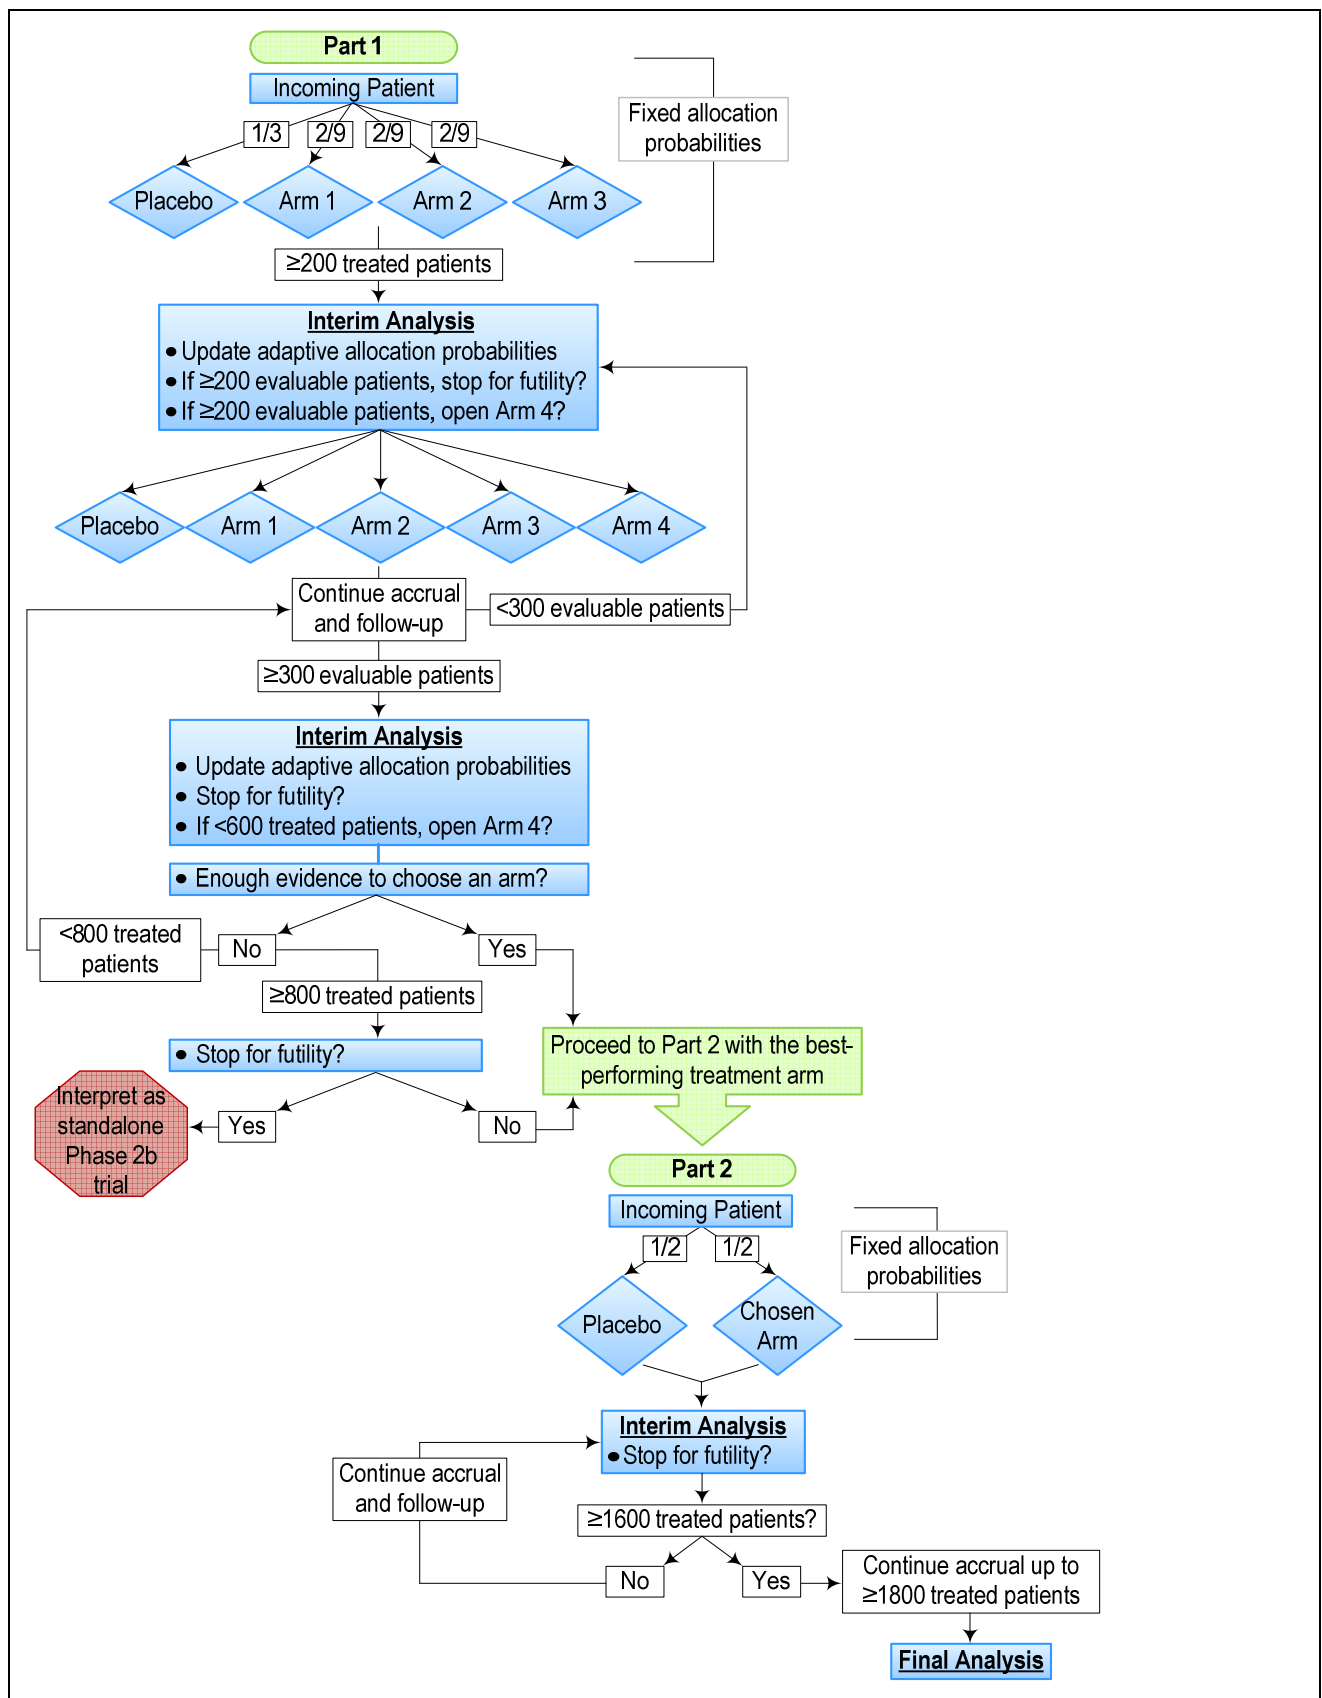 Part 1
Incoming Patient
Fixed allocation
probabilities
1/3
2/9
2/9
2/9
Placebo
Arm 1
Arm 2
Arm 3
≥200 treated patients
Interim Analysis
• Update adaptive allocation probabilities
• If ≥200 evaluable patients, stop for futility?
• If ≥200 evaluable patients, open Arm 4?
Placebo
Arm 1
Arm 2
Arm 3
Arm 4
Continue accrual
and follow-up
<300 evaluable patients
≥300 evaluable patients
Interim Analysis
• Update adaptive allocation probabilities
• Stop for futility?
• If <600 treated patients, open Arm 4?
• Enough evidence to choose an arm?
<800 treated
patients
No
Yes
≥800 treated patients
• Stop for futility?
Proceed to Part 2 with the best-
performing treatment arm
Interpret as
standalone
Phase 2b
trial
Yes
No
Part 2
Incoming Patient
1/2
1/2
Fixed allocation
probabilities
Placebo
Chosen
Arm
Interim Analysis
• Stop for futility?
Continue accrual
and follow-up
≥1600 treated patients?
No
Yes
Continue accrual up to
≥1800 treated patients
Final Analysis